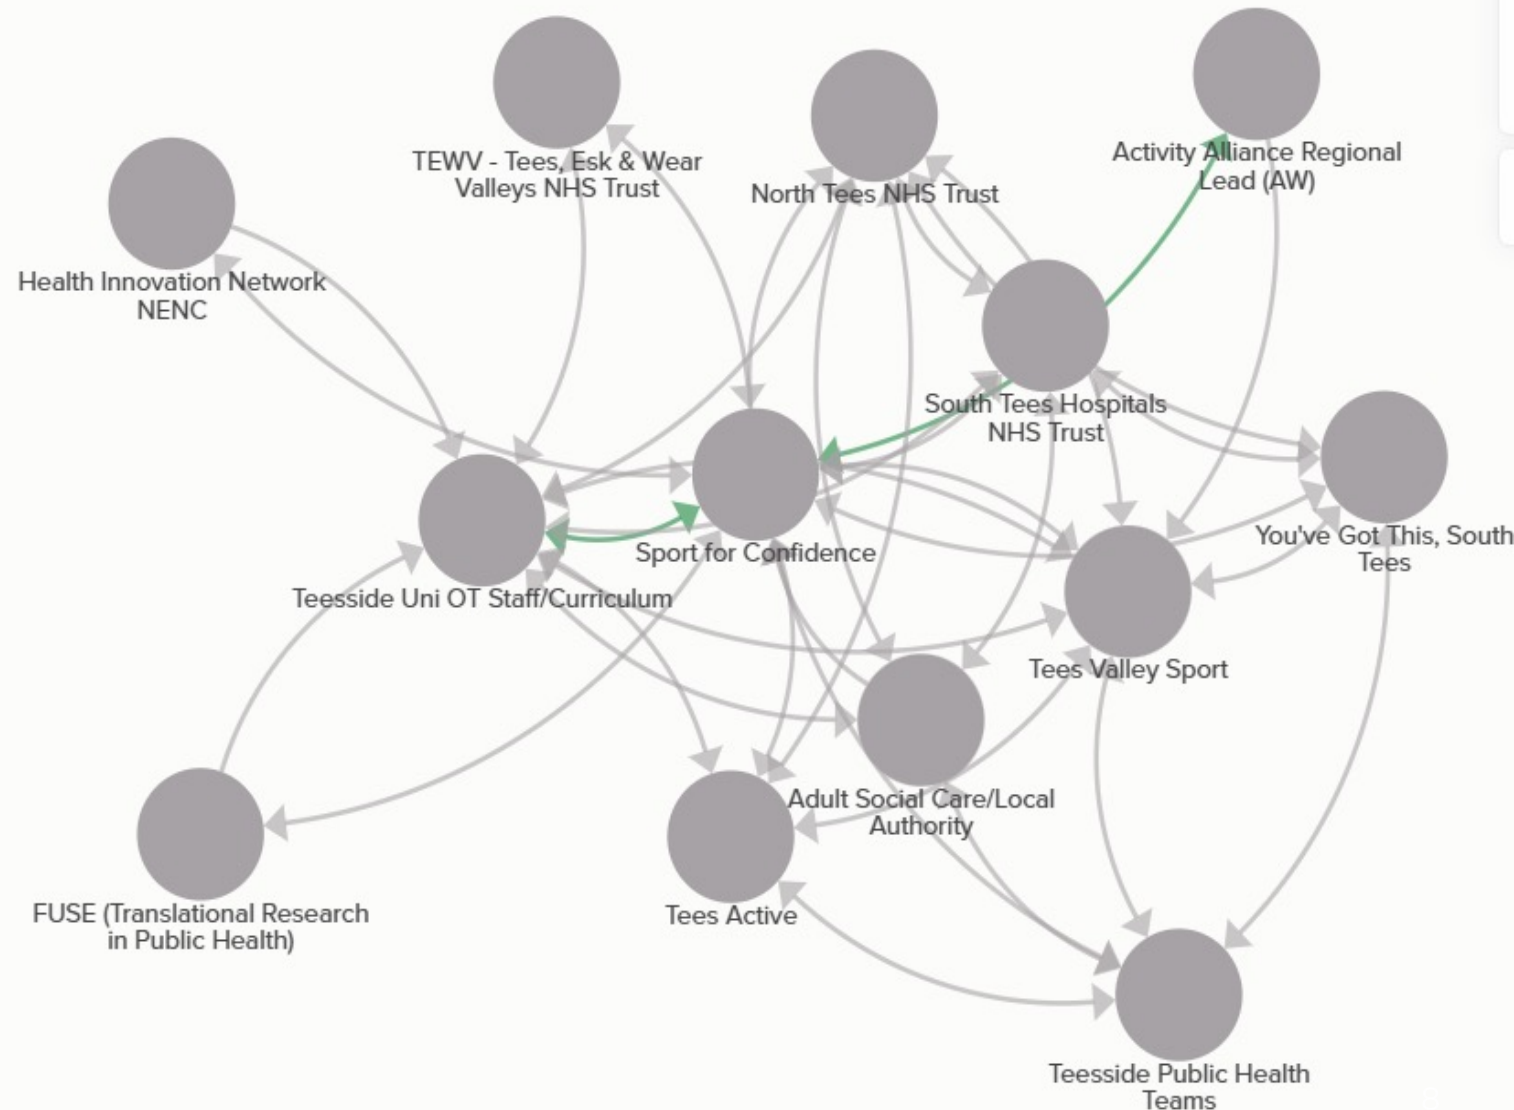 TEWV - Tees, Esk & Wear
Valleys NHS Trust
North Tees NHS Trust
Activity Alliance Regional
Lead (AW)
Health Innovation Network
NENC
South Tees Hospitals
NHS Trust
You've Got This, South
Tees
Sport for Confidence
Teesside Uni OT Staff/Curriculum
Tees Valley Sport
Adult Social Care/Local
Authority
FUSE (Translational Research
in Public Health)
Tees Active
Teesside Public Health
Teams